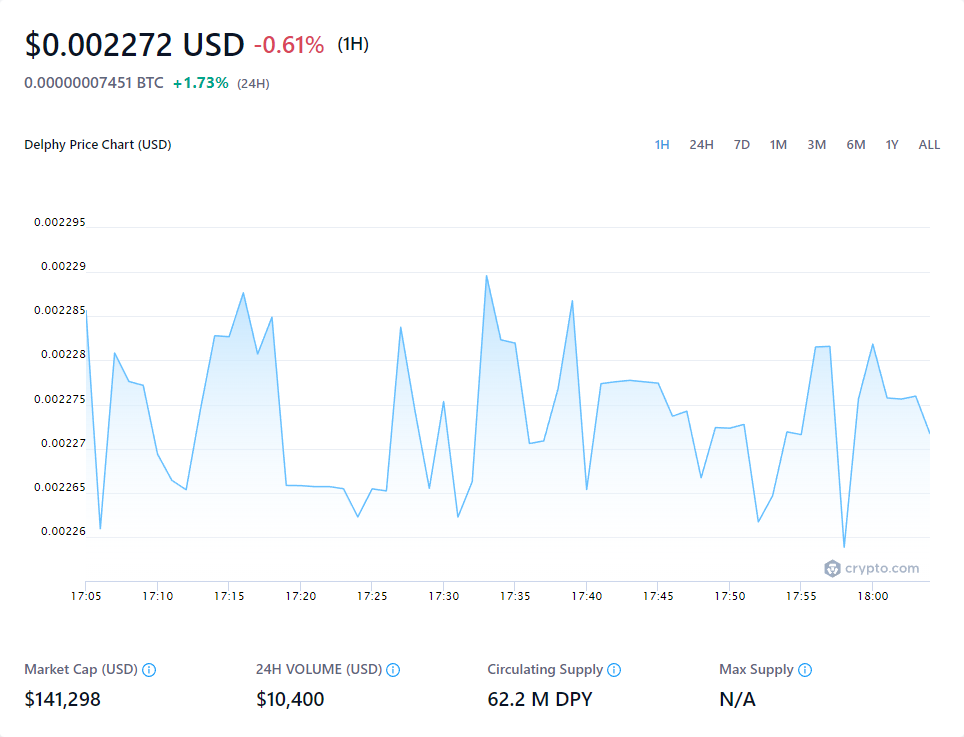 $0.002272 USD -0.61% (1H)
0.00000007451 BTC +1.73% (24H)
Delphy Price Chart (USD) 1H 24H 7D 1M 3M 6M 1Y ALL
0.002295
0.00229
0.002285
0.00228
0.002275
0.00227
0.002265
0.00226
crypto.com
17:05 17:10 17:15 17:20 17:25 17:30 17:35 17:40 17:45 17:50 17:55 18:00
Market Cap (USD) 24H VOLUME (USD) Circulating Supply Max Supply
$141,298 $10,400 62.2 M DPY N/A